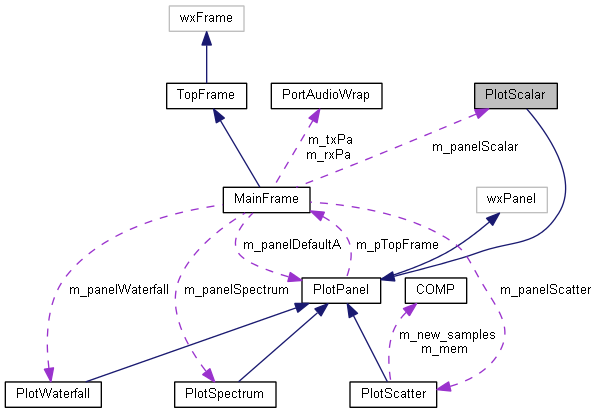 wxFrame
TopFrame
PortAudioWrap
PlotScalar
m_txPa
m_rxPa
m_panelScalar
MainFrame
wxPanel
m_panelDefaultA
m_pTopFrame
m_panelWaterfall
m_panelSpectrum
PlotPanel
COMP
m_panelScatter
m_new_samples
m_mem
PlotWaterfall
PlotSpectrum
PlotScatter